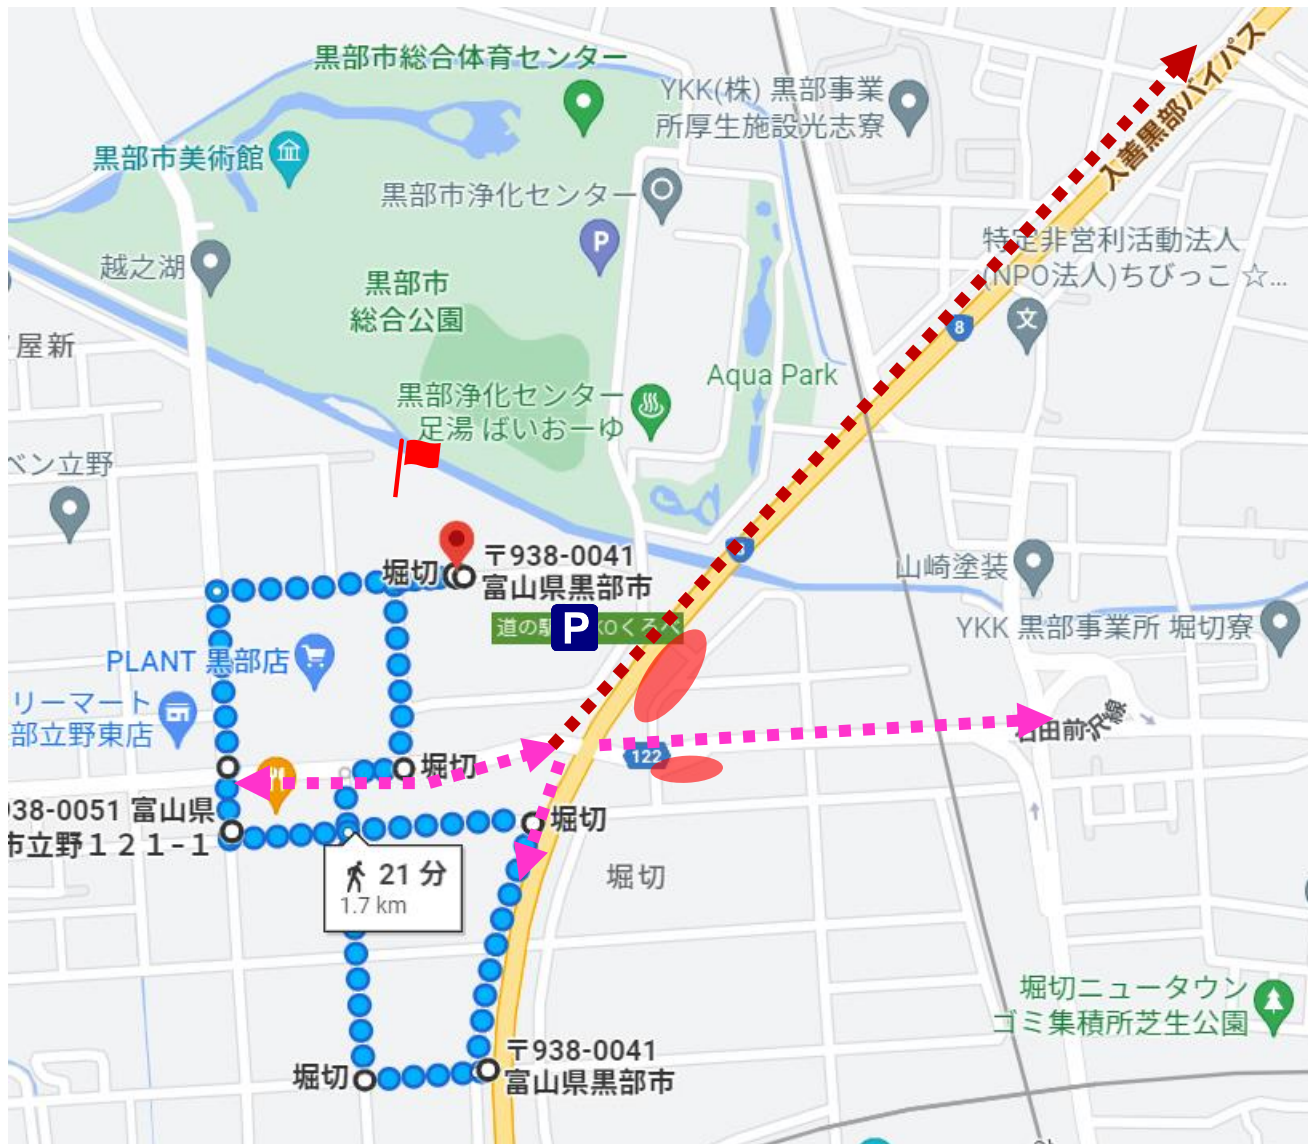 黒部市総合体育センター
YKK(株) 黒部事業
所厚生施設光志寮
入善黒部バイパス
黒部市美術館
黒部市浄化センター
P
越之湖
黒部市
総合公園
特定非営利活動法人
(NPO法人)ちびっこ ☆...
文
8
屋新
Aqua Park
黒部浄化センター
足湯 ばいおーゆ
ベン立野
堀切
〒938-0041
富山県黒部市
山崎塗装
道の駅
くろべ
P
YKK 黒部事業所 堀切寮
PLANT 黒部店
リーマート
部立野東店
石田前沢線
122
堀切
938-0051 富山県
市立野１２１−１
堀切
21 分
1.7 km
堀切
堀切ニュータウン
ゴミ集積所芝生公園
〒938-0041
富山県黒部市
堀切